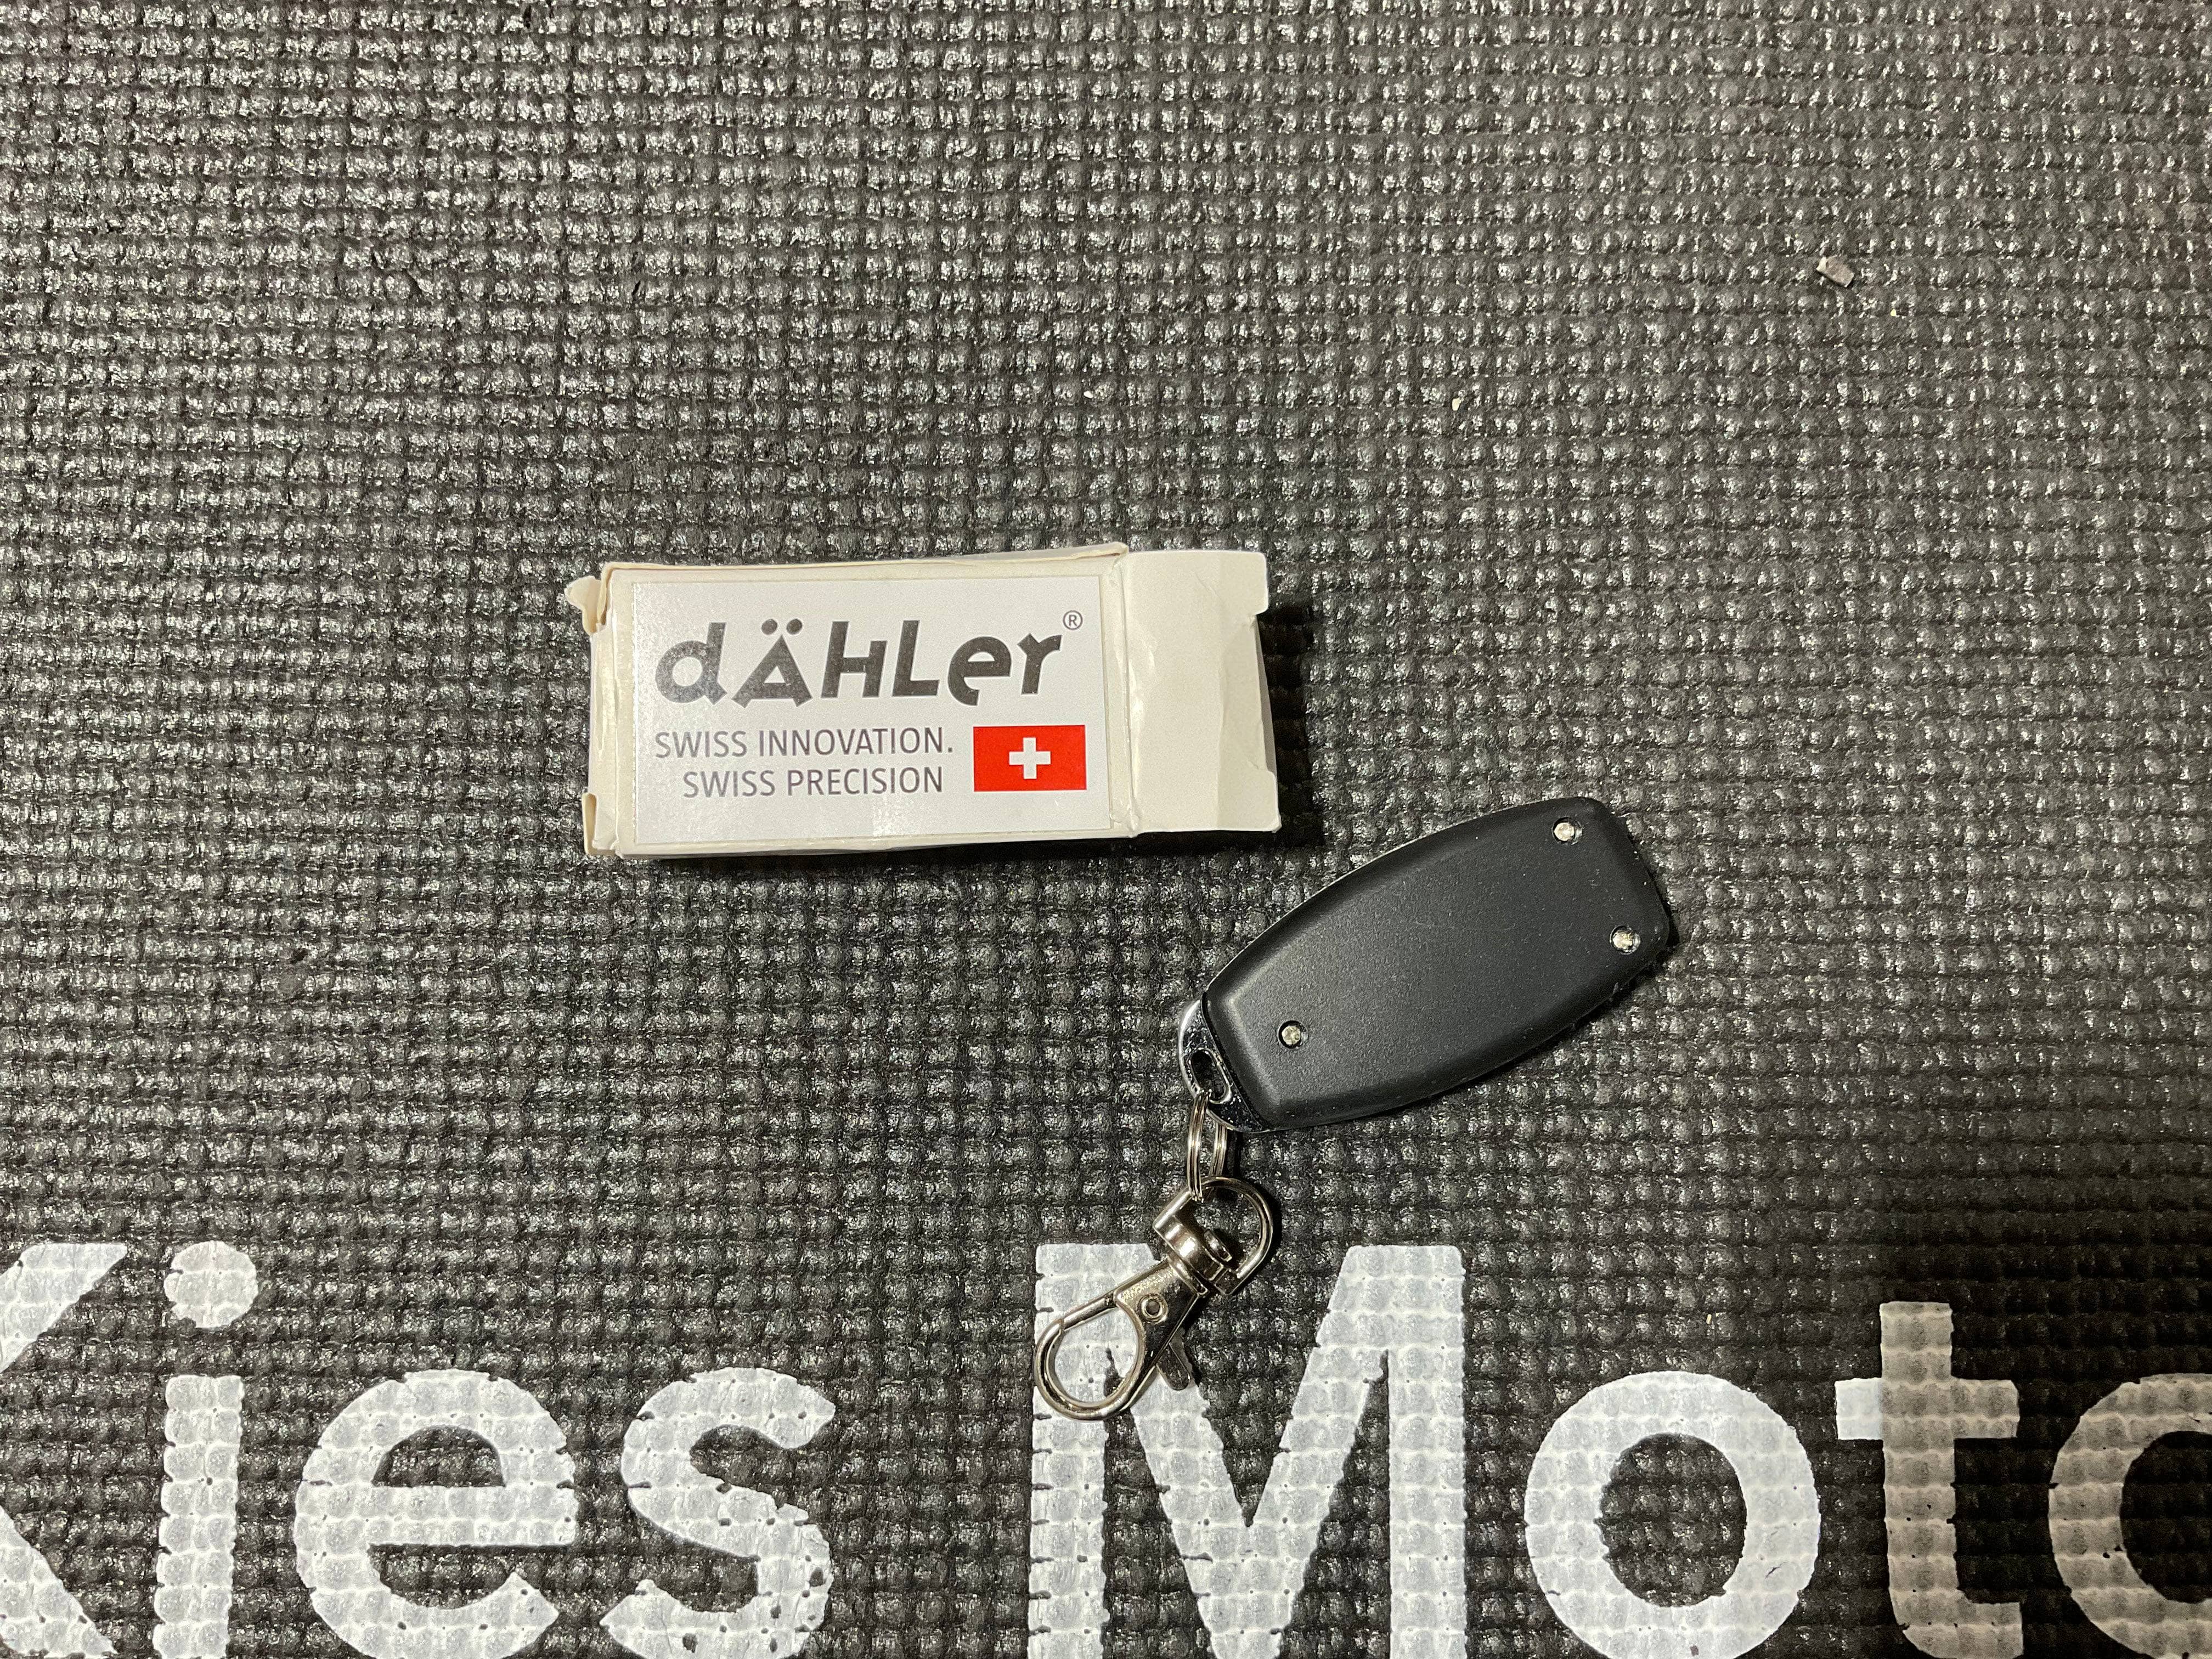 dÄHLer®
SWISS INNOVATION.
SWISS PRECISION
Kies Moto